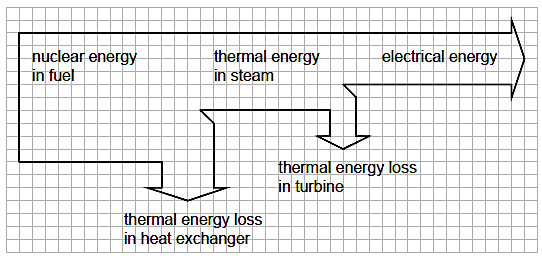 nuclear energy
in fuel
thermal energy
in steam
electrical energy
thermal energy loss
in turbine
thermal energy loss
in heat exchanger